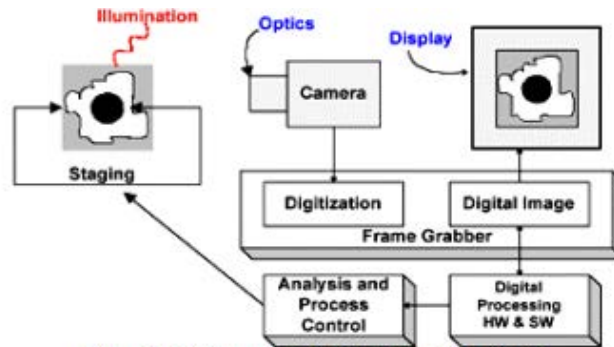 Illumination
Optics
Display
Camera
Staging
Digitization
Digital Image
Frame Grabber
Analysis and
Process
Control
Digital
Processing
HW & SW